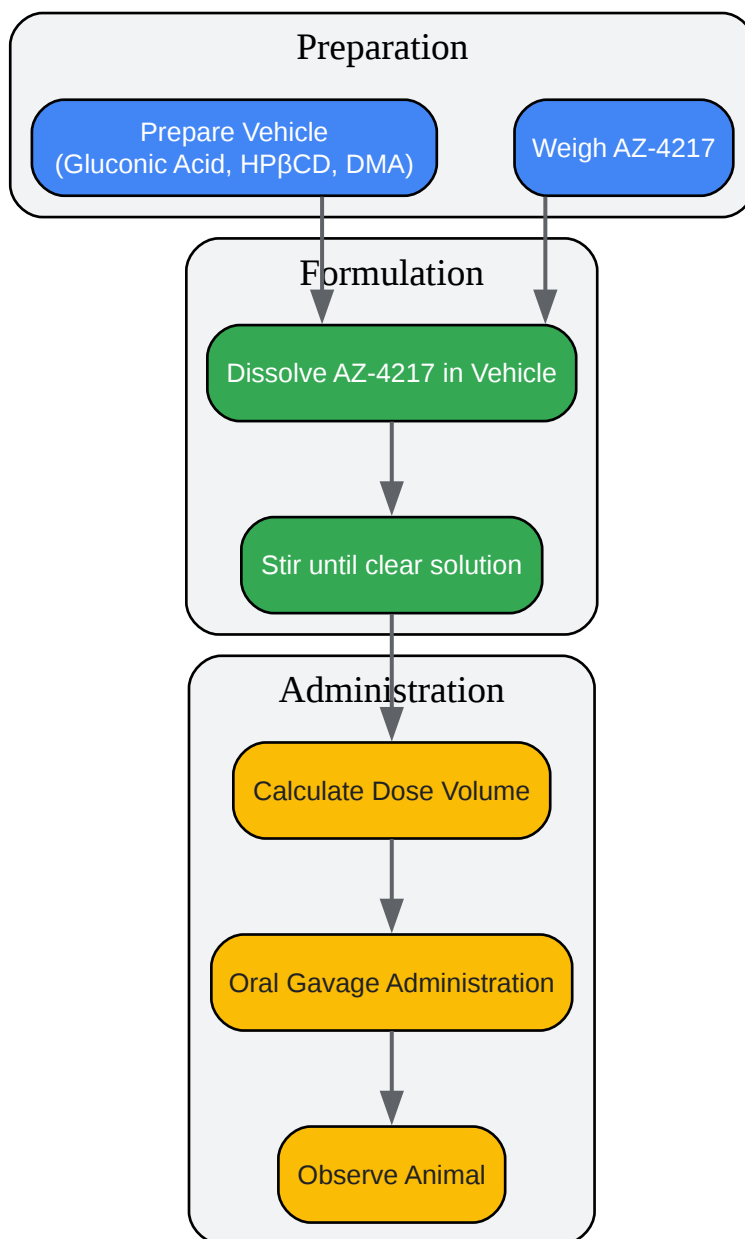 Preparation
Prepare Vehicle
(Gluconic Acid, HPβCD, DMA)
Weigh AZ-4217
Formulation
Dissolve AZ-4217 in Vehicle
Stir until clear solution
Administration
Calculate Dose Volume
Oral Gavage Administration
Observe Animal